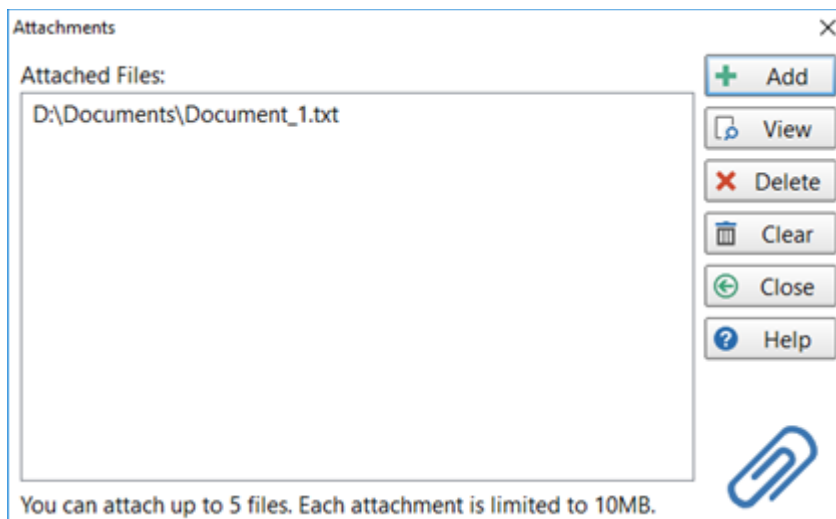 Attachments
Attached Files:
Add
D:\Documents\Document_1.txt
View
Delete
Clear
Close
Help
You can attach up to 5 files. Each attachment is limited to 10MB.